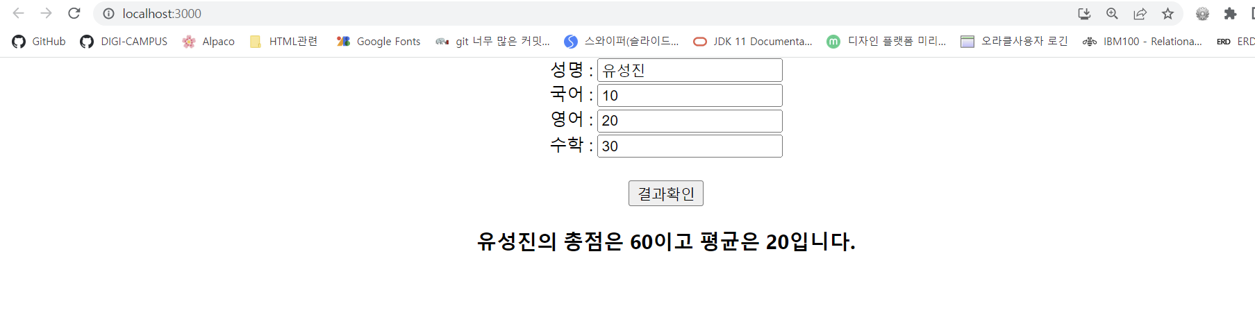 localhost:3000
GitHub DIGI-CAMPUS Alpaco HTML관련 Google Fonts git 너무 많은 커밋... 스와이퍼(슬라이드... JDK 11 Documenta... 디자인 플랫폼 미리... 오라클사용자 로긴 IBM100 - Relationa... ERD ERD
성명 : 유성진
국어 : 10
영어 : 20
수학 : 30
결과확인
유성진의 총점은 60이고 평균은 20입니다.